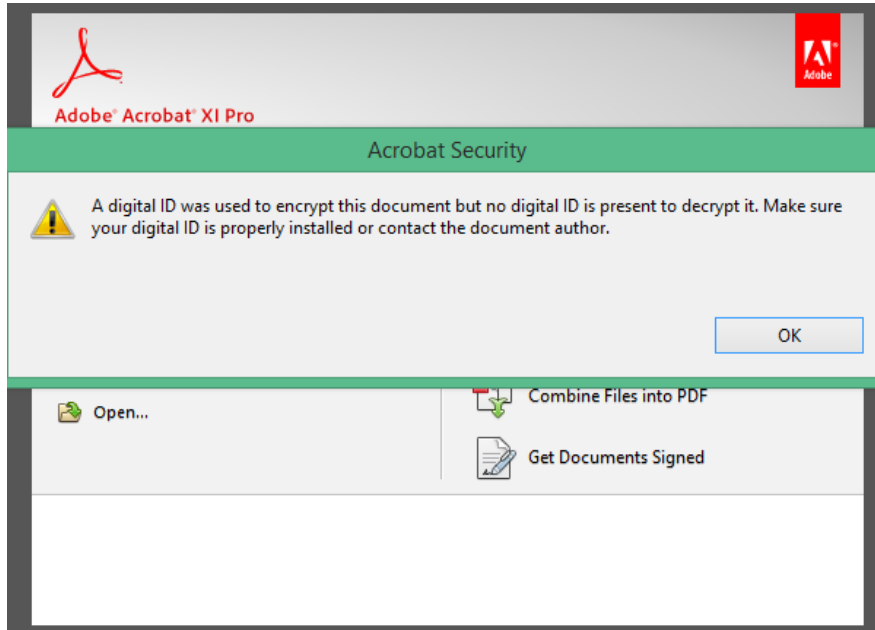 Adobe
Adobe® Acrobat® XI Pro
Acrobat Security
A digital ID was used to encrypt this document but no digital ID is present to decrypt it. Make sure
your digital ID is properly installed or contact the document author.
OK
Open...
Combine Files into PDF
Get Documents Signed